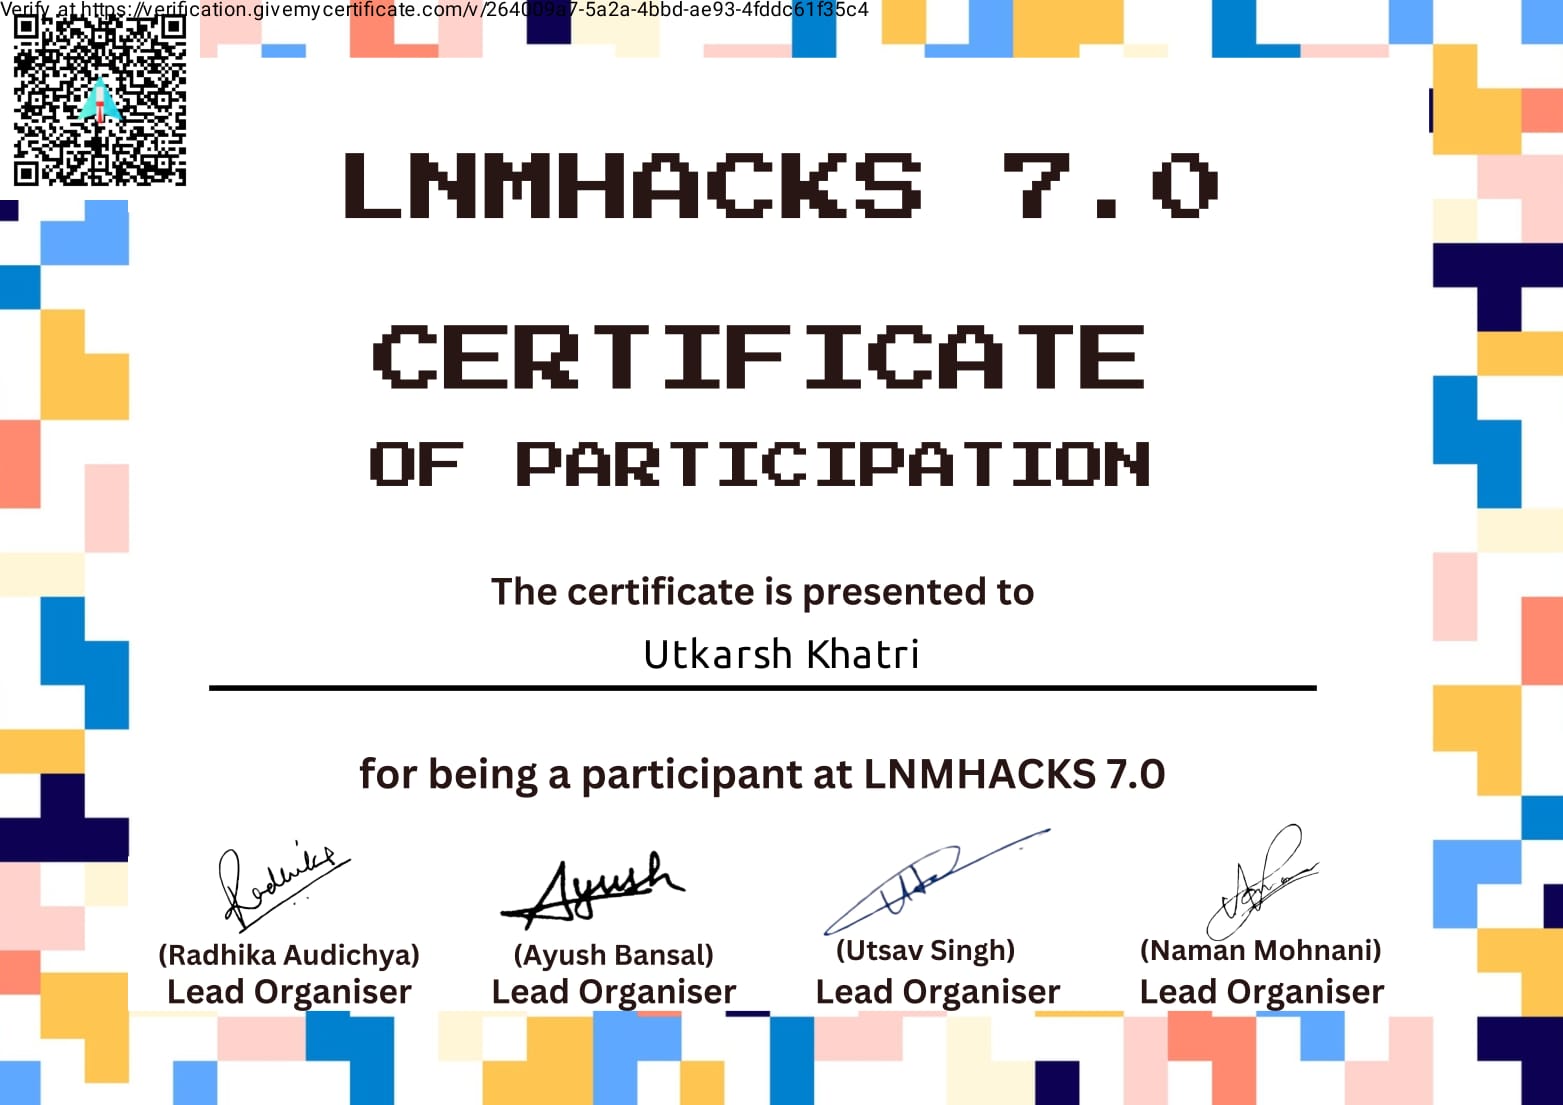 Verify at https://verification.givemycertificate.com/v/264009a7-5a2a-4bbd-ae93-4fddc61f35c4
LNMHACKS 7.0
CERTIFICATE
OF PARTICIPATION
The certificate is presented to
Utkarsh Khatri
for being a participant at LNMHACKS 7.0
Radhika
Ayush
(Radhika Audichya)
Lead Organiser
(Ayush Bansal)
Lead Organiser
(Utsav Singh)
Lead Organiser
(Naman Mohnani)
Lead Organiser